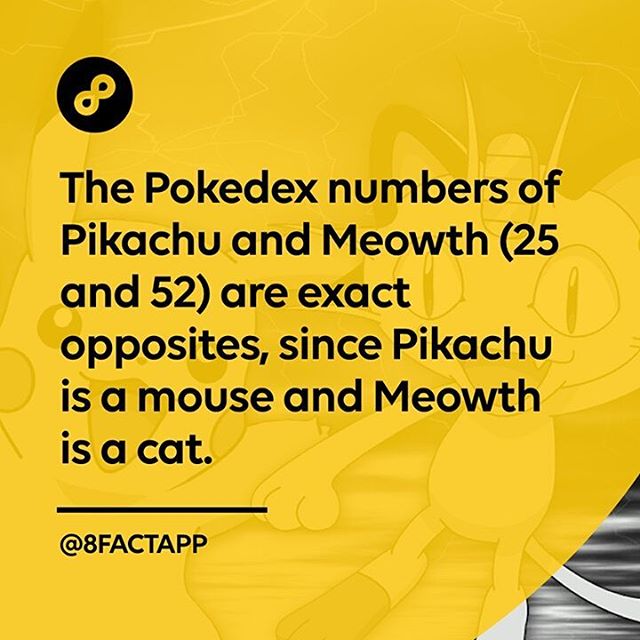 The Pokedex numbers of
Pikachu and Meowth (25
and 52) are exact
opposites, since Pikachu
is a mouse and Meowth
is a cat.
@8FACTAPP